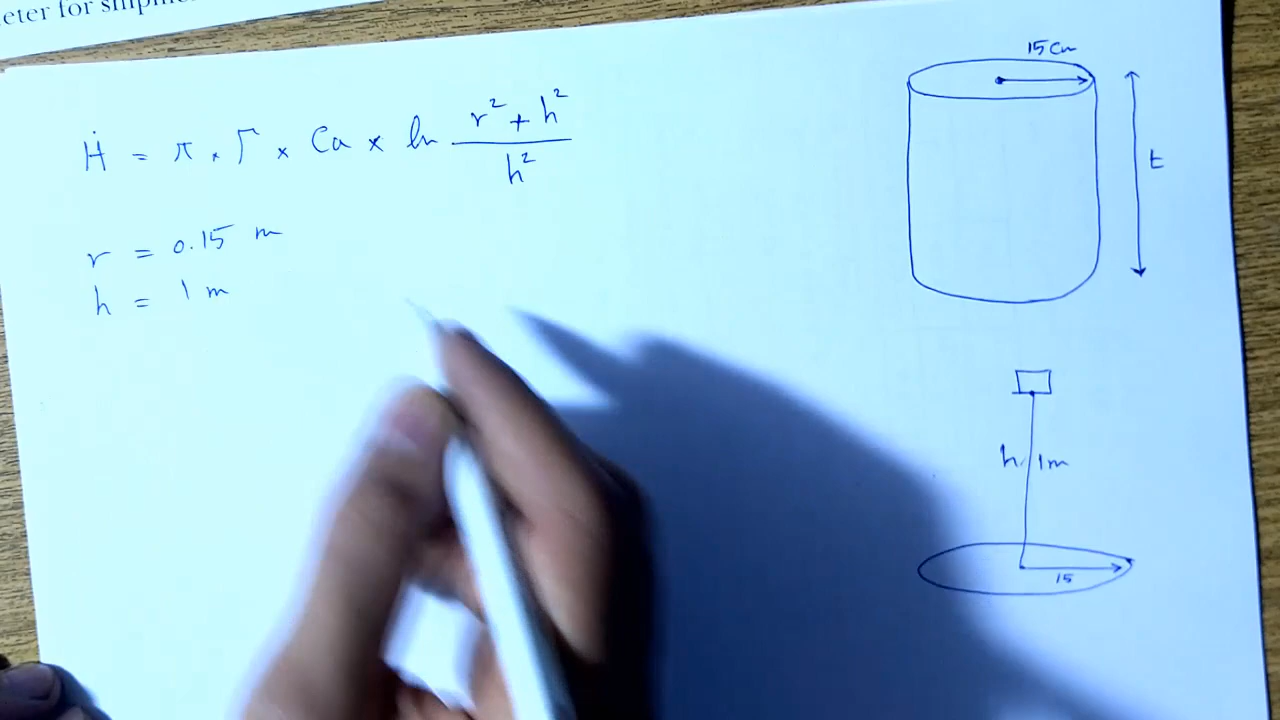 eter for shipme
Ḣ = π × Γ × Ca × ln (r² + h²) / h²
r = 0.15 m
h = 1 m
15 Cm
t
h 1m
15